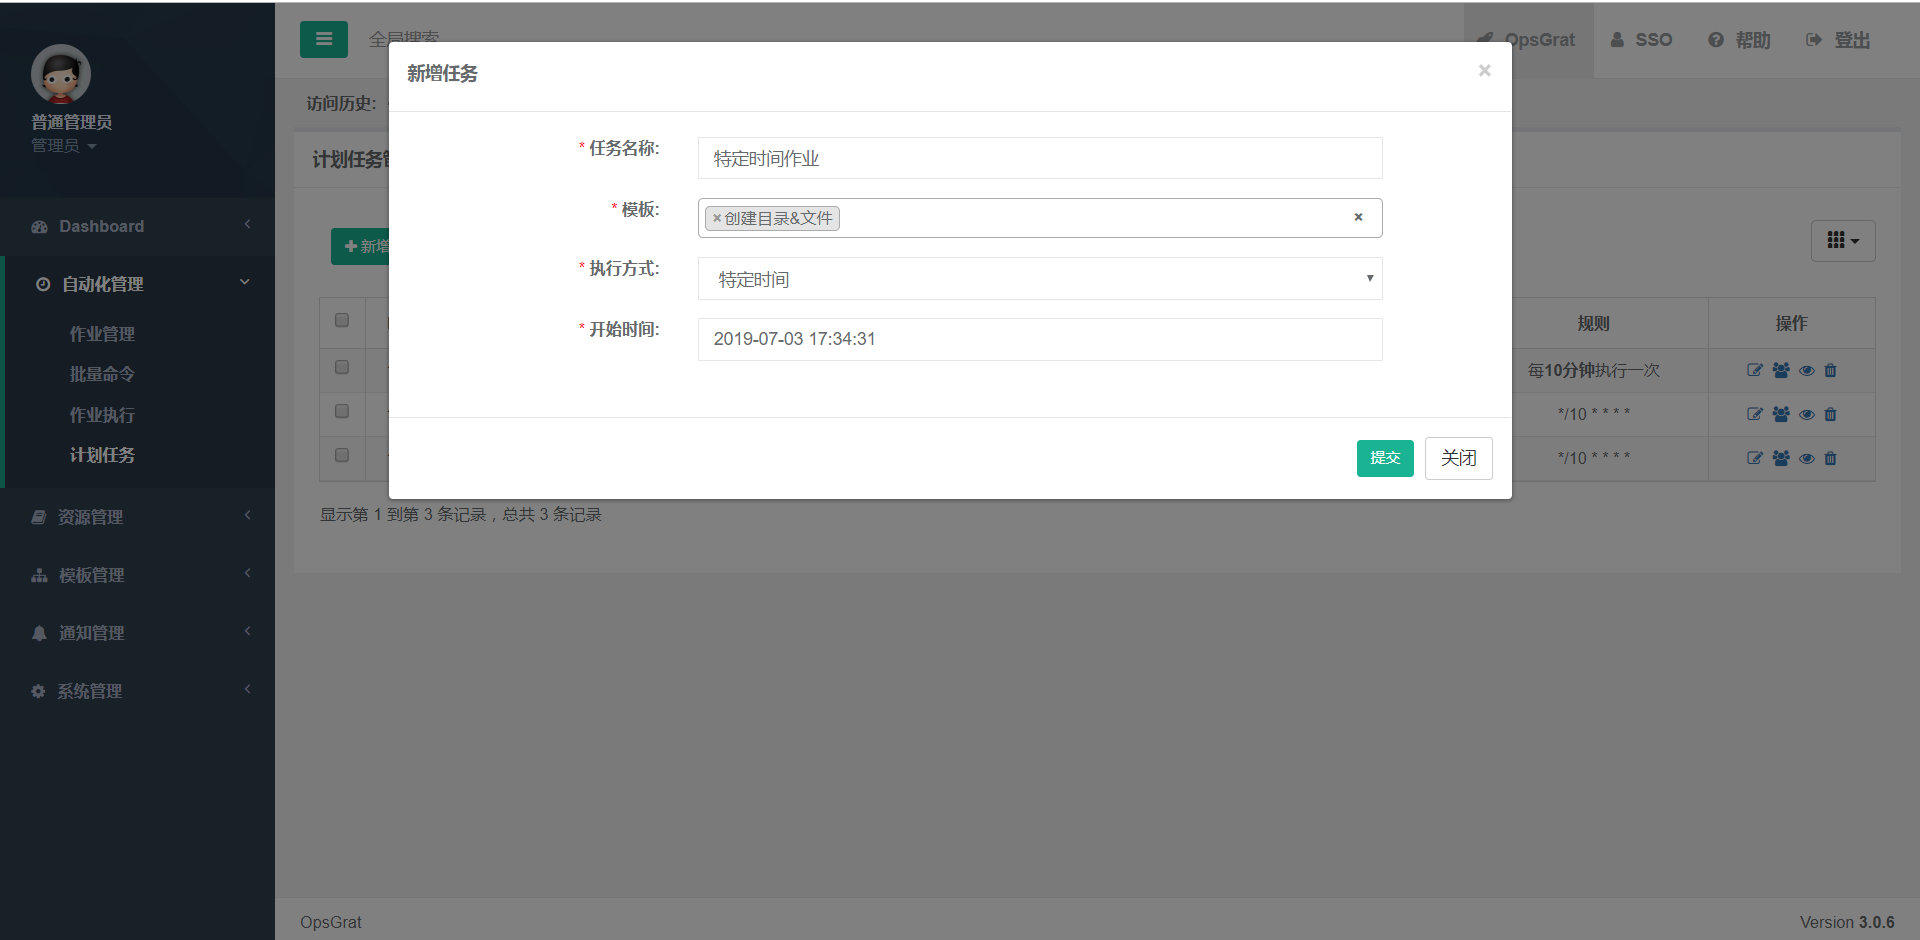 普通管理员
管理员
Dashboard
自动化管理
作业管理
批量命令
作业执行
计划任务
资源管理
模板管理
通知管理
系统管理
全局搜索
OpsGrat
SSO
帮助
登出
访问历史:
计划任务
新增
新增任务
×
* 任务名称:
特定时间作业
* 模板:
×创建目录&文件
×
* 执行方式:
特定时间
* 开始时间:
2019-07-03 17:34:31
提交
关闭
规则
操作
每10分钟执行一次
*/10 * * * *
*/10 * * * *
显示第 1 到第 3 条记录，总共 3 条记录
OpsGrat
Version 3.0.6